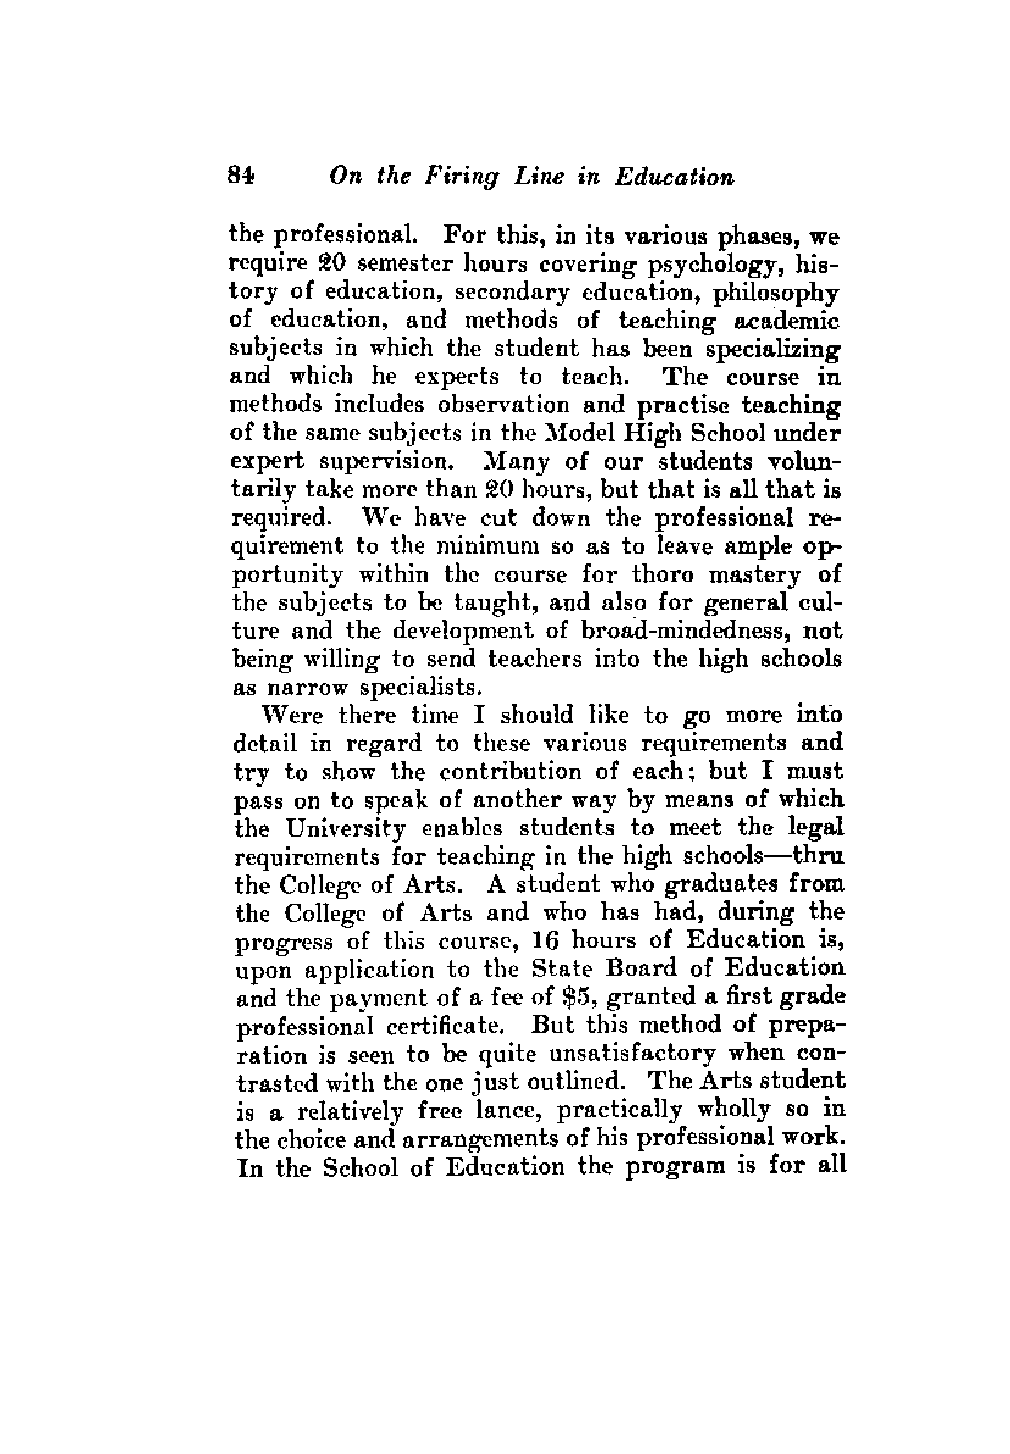 84 On the Firing Line in Education
the professional. For this, in its various phases, we
require 20 semester hours covering psychology, his-
tory of education, secondary education, philosophy
of education, and methods of teaching academic
subjects in which the student has been specializing
and which he expects to teach. The course in
methods includes observation and practise teaching
of the same subjects in the Model High School under
expert supervision. Many of our students volun-
tarily take more than 20 hours, but that is all that is
required. We have cut down the professional re-
quirement to the minimum so as to leave ample op-
portunity within the course for thoro mastery of
the subjects to be taught, and also for general cul-
ture and the development of broad-mindedness, not
being willing to send teachers into the high schools
as narrow specialists.
Were there time I should like to go more into
detail in regard to these various requirements and
try to show the contribution of each; but I must
pass on to speak of another way by means of which
the University enables students to meet the legal
requirements for teaching in the high schools—thru
the College of Arts. A student who graduates from
the College of Arts and who has had, during the
progress of this course, 16 hours of Education is,
upon application to the State Board of Education
and the payment of a fee of $5, granted a first grade
professional certificate. But this method of prepa-
ration is seen to be quite unsatisfactory when con-
trasted with the one just outlined. The Arts student
is a relatively free lance, practically wholly so in
the choice and arrangements of his professional work.
In the School of Education the program is for all